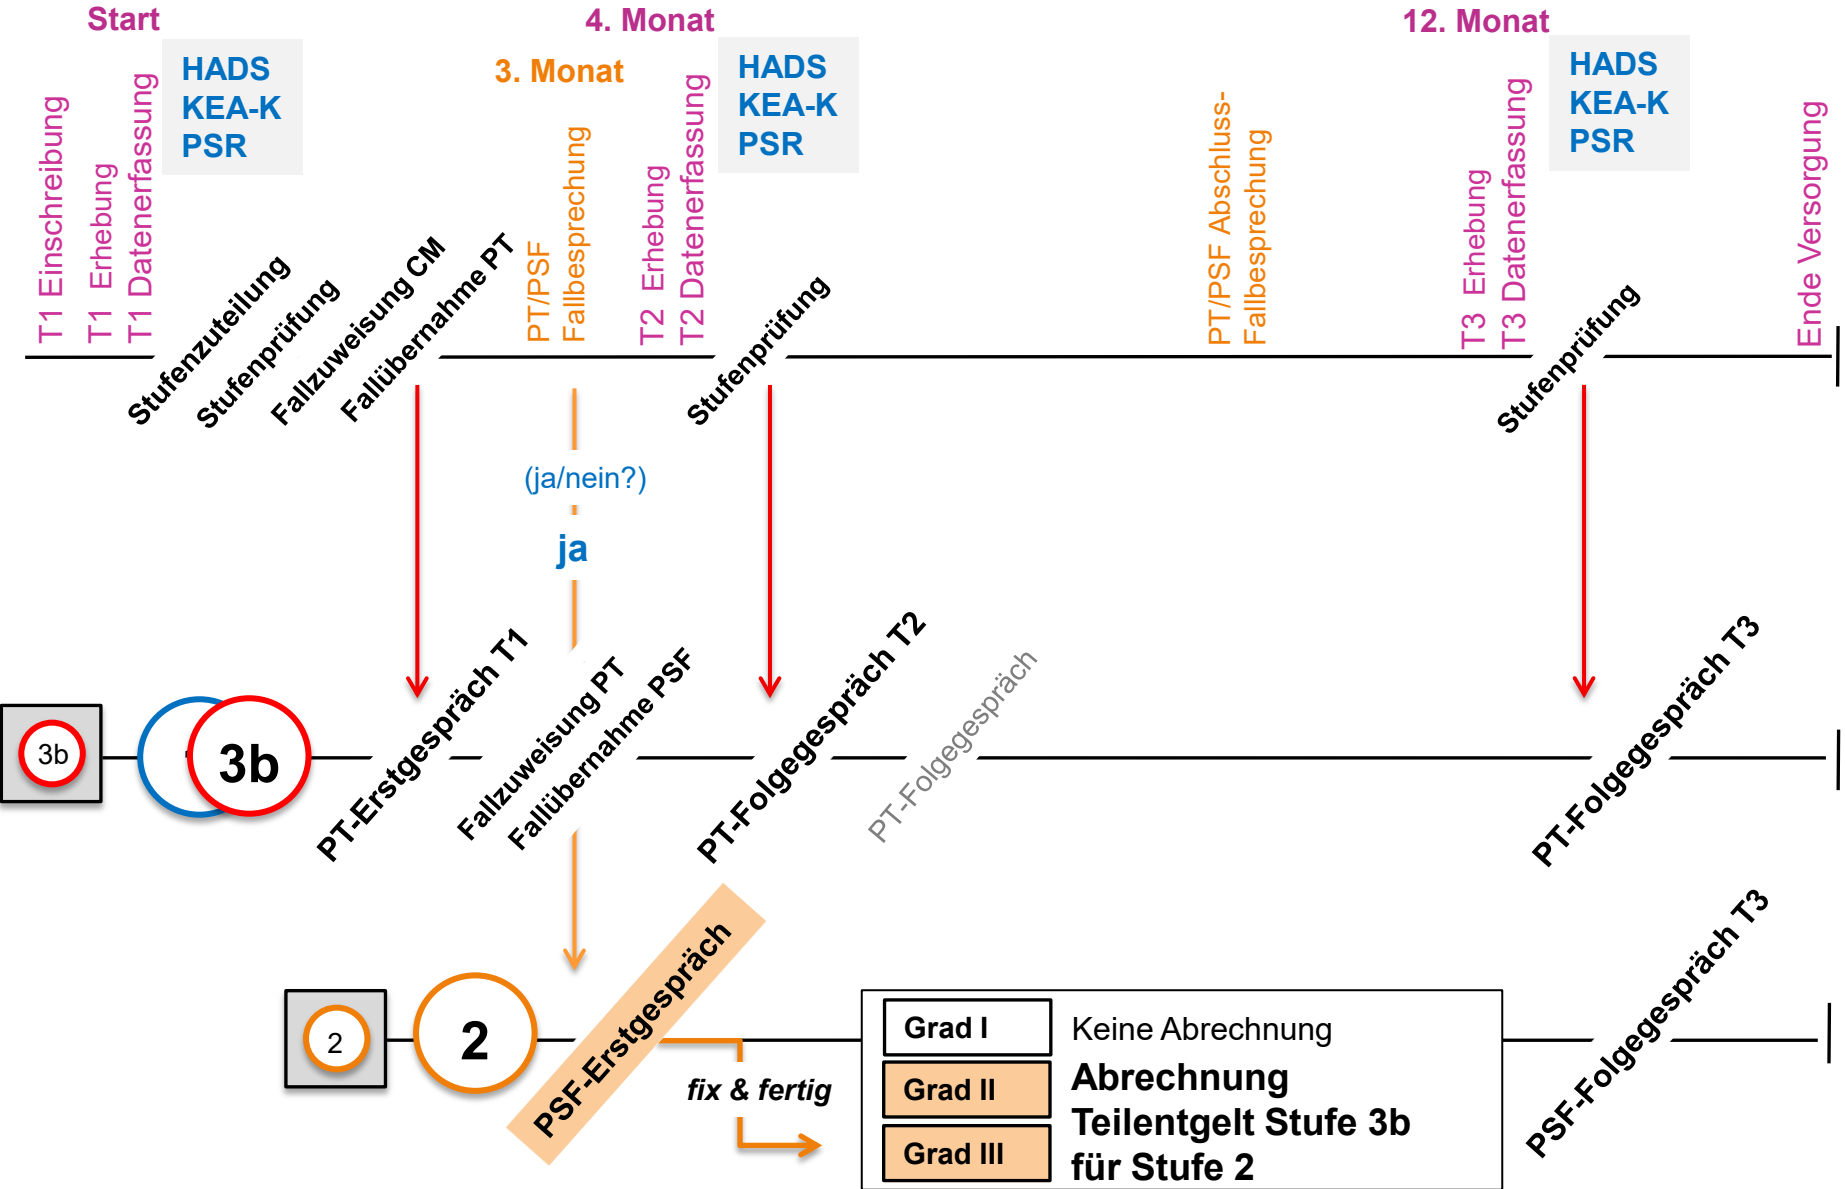 Start
4. Monat
12. Monat
3. Monat
HADS
KEA-K
PSR
HADS
KEA-K
PSR
HADS
KEA-K
PSR
T1 Einschreibung
T1 Erhebung
T1 Datenerfassung
Stufenzuteilung
Stufenprüfung
Fallzuweisung CM
Fallübernahme PT
PT/PSF
Fallbesprechung
T2 Erhebung
T2 Datenerfassung
Stufenprüfung
PT/PSF Abschluss-
Fallbesprechung
T3 Erhebung
T3 Datenerfassung
Stufenprüfung
Ende Versorgung
(ja/nein?)
ja
3b
3b
PT-Erstgespräch T1
Fallzuweisung PT
Fallübernahme PSF
PT-Folgegespräch T2
PT-Folgegespräch
PT-Folgegespräch T3
2
2
PSF-Erstgespräch
fix & fertig
Grad I
Keine Abrechnung
Grad II
Grad III
Abrechnung
Teilentgelt Stufe 3b
für Stufe 2
PSF-Folgegespräch T3